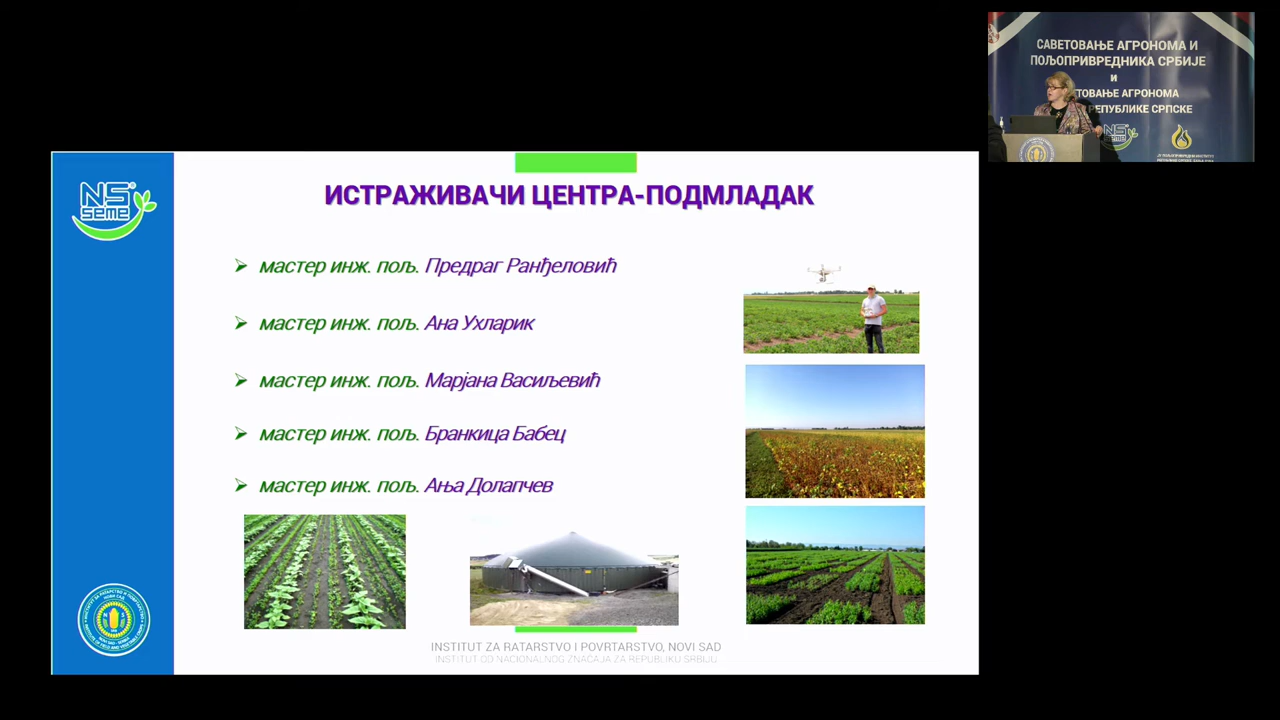 САВЕТОВАЊЕ АГРОНОМА И
ПОЉОПРИВРЕДНИКА СРБИЈЕ
И
АГРОНОМА
РЕПУБЛИКЕ СРПСКЕ
NS
seme
ИСТРАЖИВАЧИ ЦЕНТРА-ПОДМЛАДАК
мастер инж. пољ. Предраг Ранђеловић
мастер инж. пољ. Ана Ухларик
мастер инж. пољ. Марјана Васиљевић
мастер инж. пољ. Бранкица Бабец
мастер инж. пољ. Ања Долапчев
INSTITUT ZA RATARSTVO I POVRTARSTVO, NOVI SAD
INSTITUT OD NACIONALNOG ZNAČAJA ZA REPUBLIKU SRBIJU